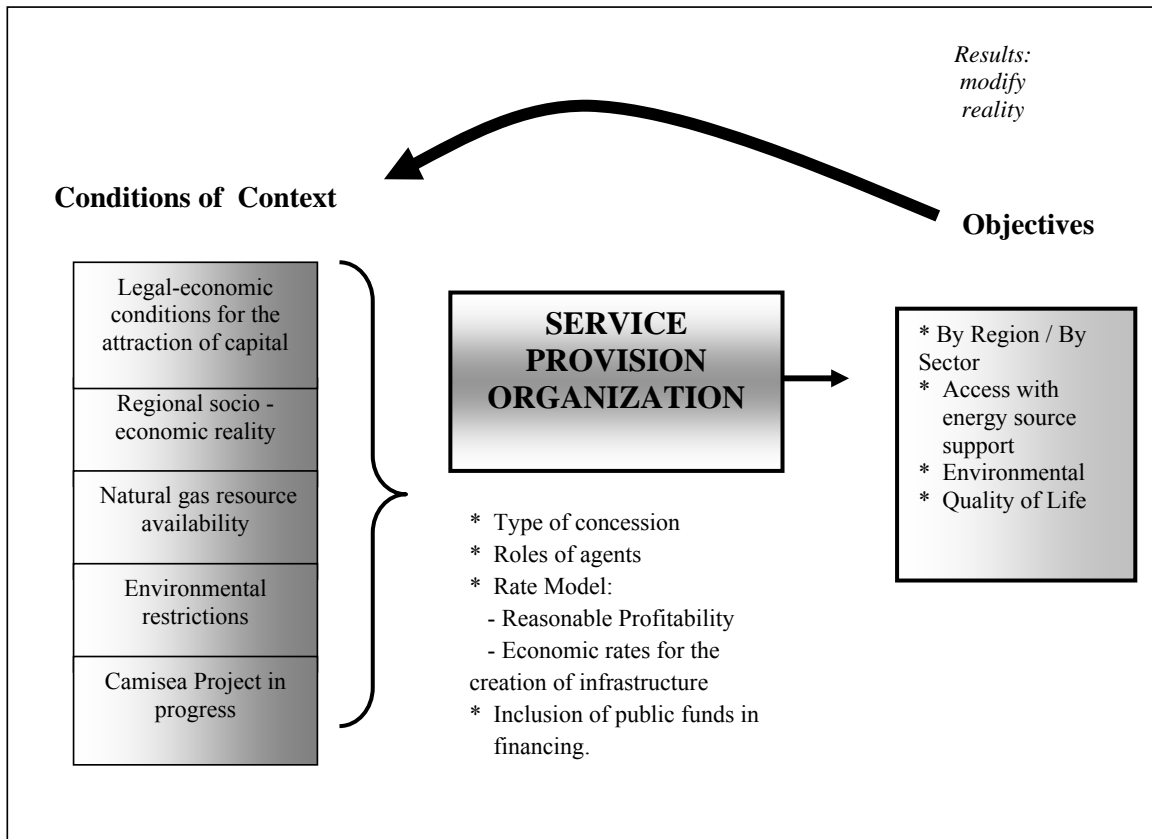 Results:
modify
reality
Conditions of Context
Objectives
Legal-economic
conditions for the
attraction of capital
Regional socio -
economic reality
Natural gas resource
availability
Environmental
restrictions
Camisea Project in
progress
SERVICE
PROVISION
ORGANIZATION
* Type of concession
* Roles of agents
* Rate Model:
- Reasonable Profitability
- Economic rates for the
creation of infrastructure
* Inclusion of public funds in
financing.
* By Region / By
Sector
* Access with
energy source
support
* Environmental
* Quality of Life